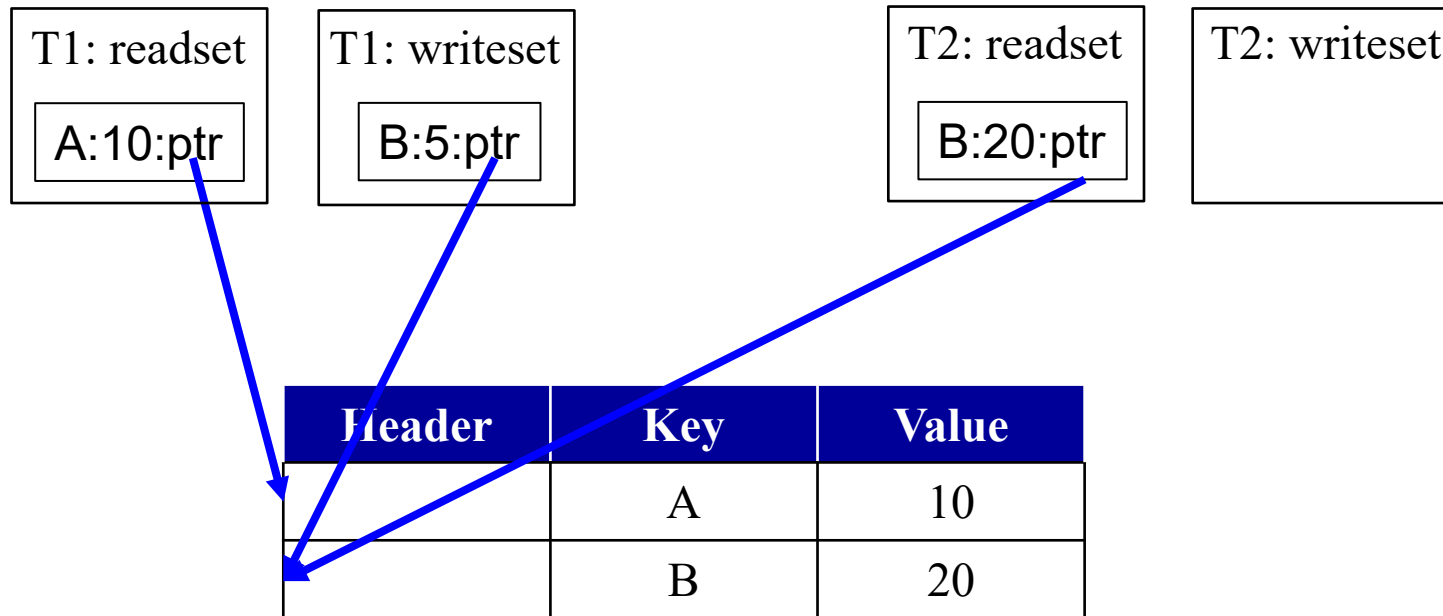 T1: readset
A:10:ptr
T1: writeset
B:5:ptr
T2: readset
B:20:ptr
T2: writeset
Header Key Value
A 10
B 20